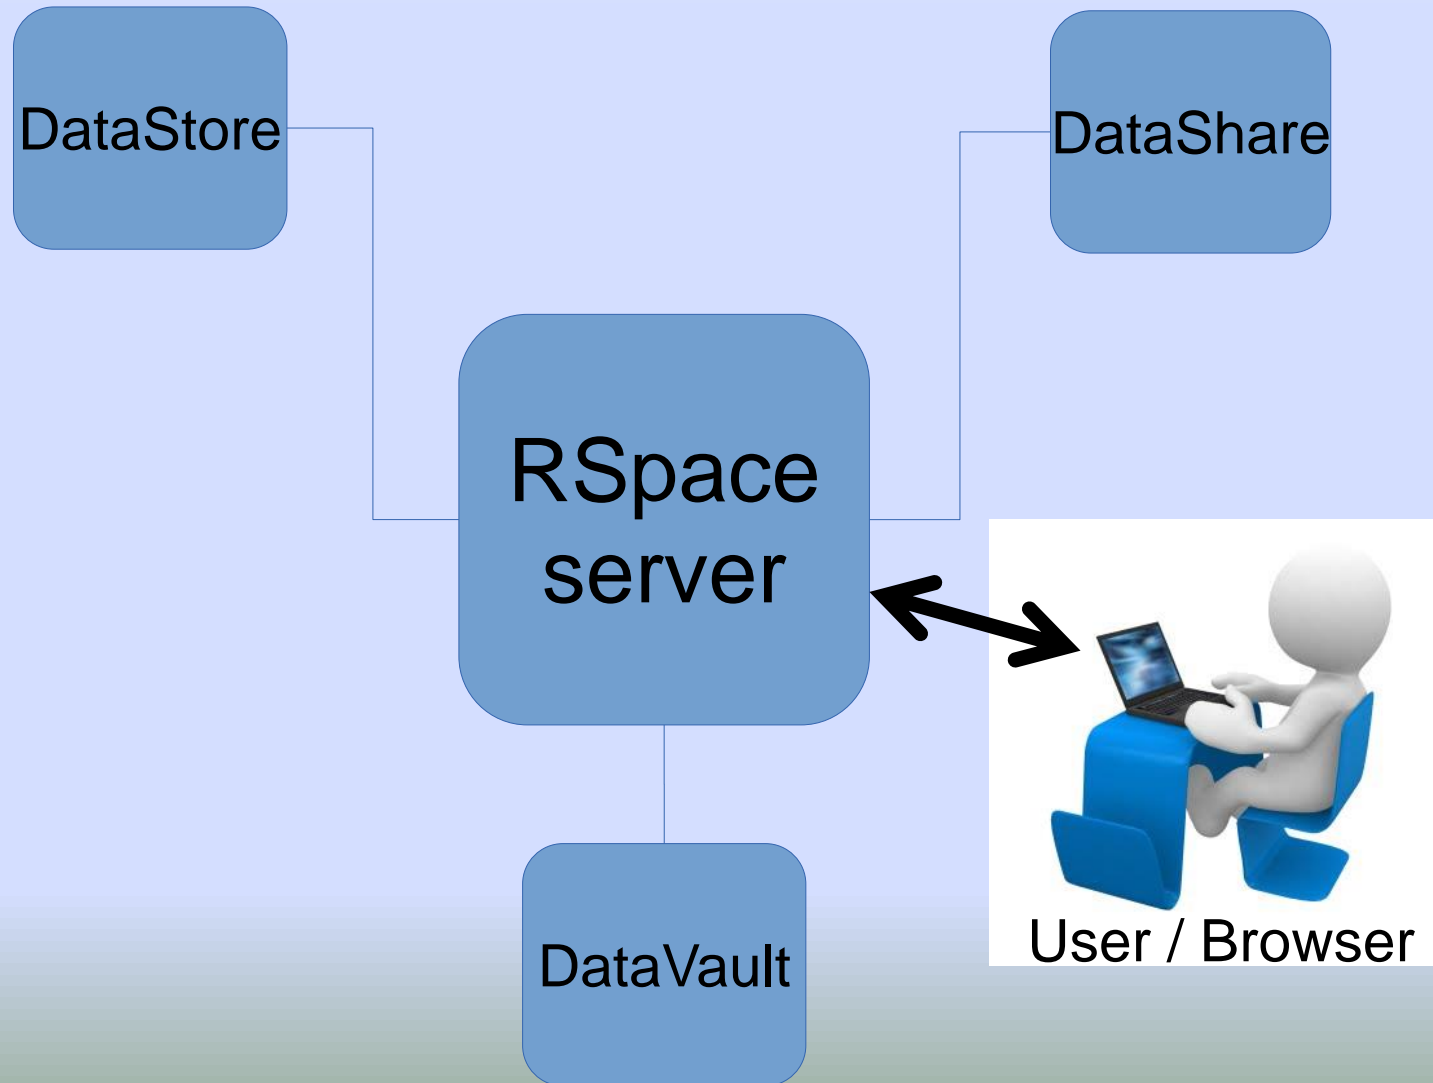 DataStore
DataShare
RSpace
server
User / Browser
DataVault